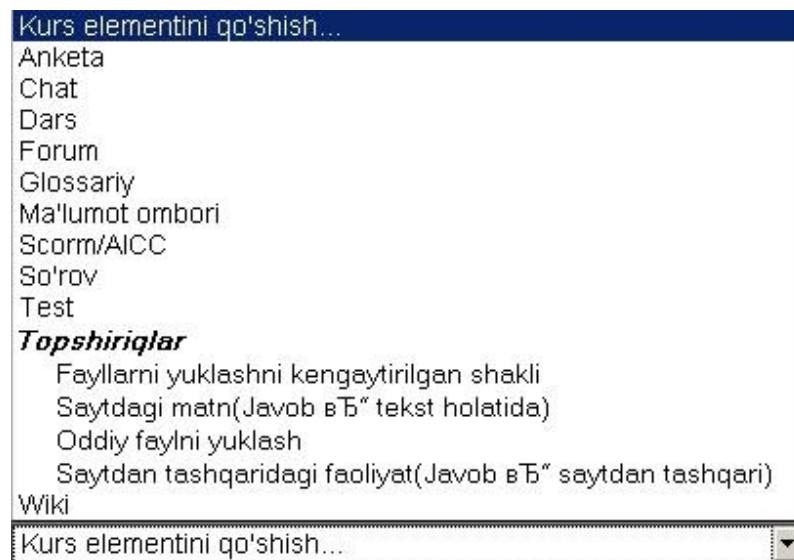 Kurs elementini qo'shish...
Anketa
Chat
Dars
Forum
Glossariy
Ma'lumot ombori
Scorm/AICC
So'rov
Test
Topshiriqlar
Fayllarni yuklashni kengaytirilgan shakli
Saytdagi matn(Javob вЂ“ tekst holatida)
Oddiy faylni yuklash
Saytdan tashqaridagi faoliyat(Javob вЂ“ saytdan tashqari)
Wiki
Kurs elementini qo'shish...